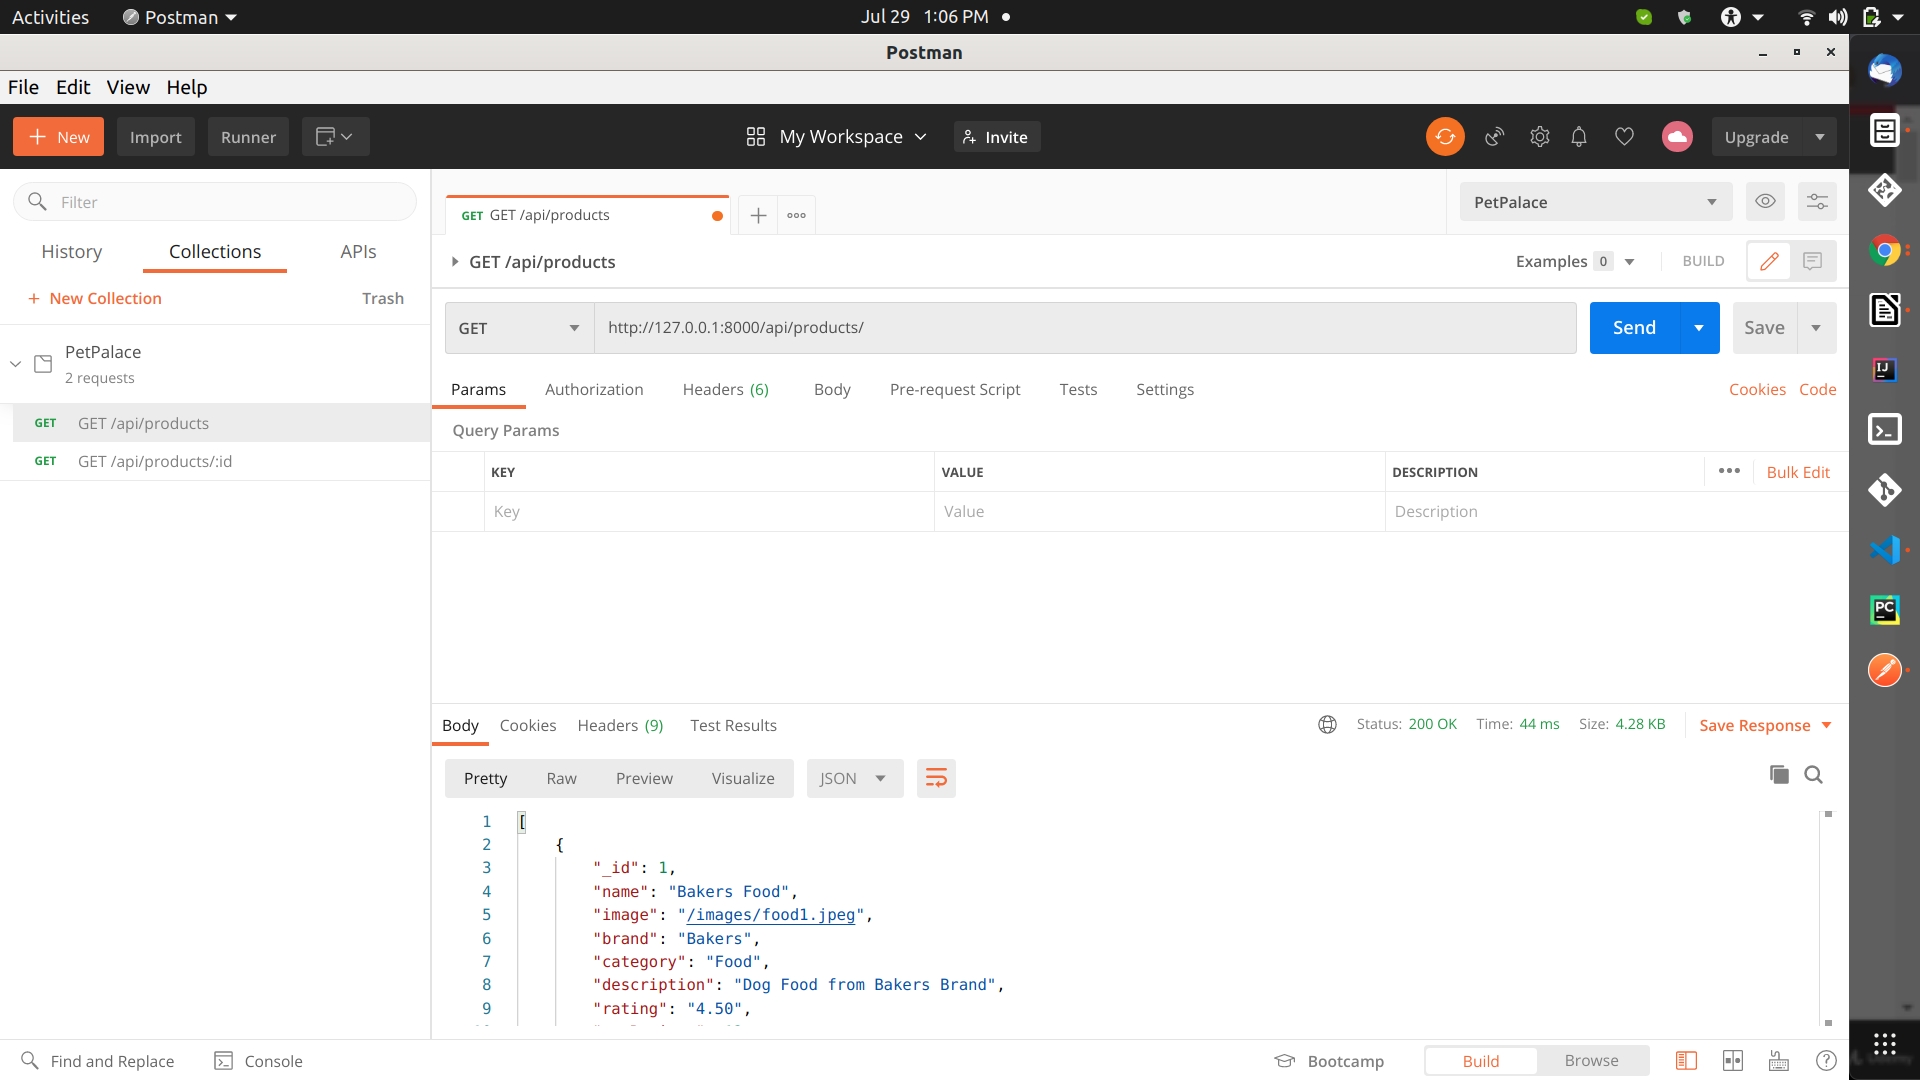 Activities Postman Jul 29 1:06 PM
Postman
File Edit View Help
New Import Runner My Workspace Invite Upgrade
Filter
History Collections APIs
+ New Collection Trash
PetPalace
2 requests
GET GET /api/products
GET GET /api/products/:id
GET GET /api/products
PetPalace
GET /api/products Examples 0 BUILD
GET http://127.0.0.1:8000/api/products/ Send Save
Params Authorization Headers (6) Body Pre-request Script Tests Settings Cookies Code
Query Params
KEY VALUE DESCRIPTION ••• Bulk Edit
Key Value Description
Body Cookies Headers (9) Test Results Status: 200 OK Time: 44 ms Size: 4.28 KB Save Response
Pretty Raw Preview Visualize JSON
1 [
2 {
3 "_id": 1,
4 "name": "Bakers Food",
5 "image": "/images/food1.jpeg",
6 "brand": "Bakers",
7 "category": "Food",
8 "description": "Dog Food from Bakers Brand",
9 "rating": "4.50",
Find and Replace Console Bootcamp Build Browse
IJ
PC